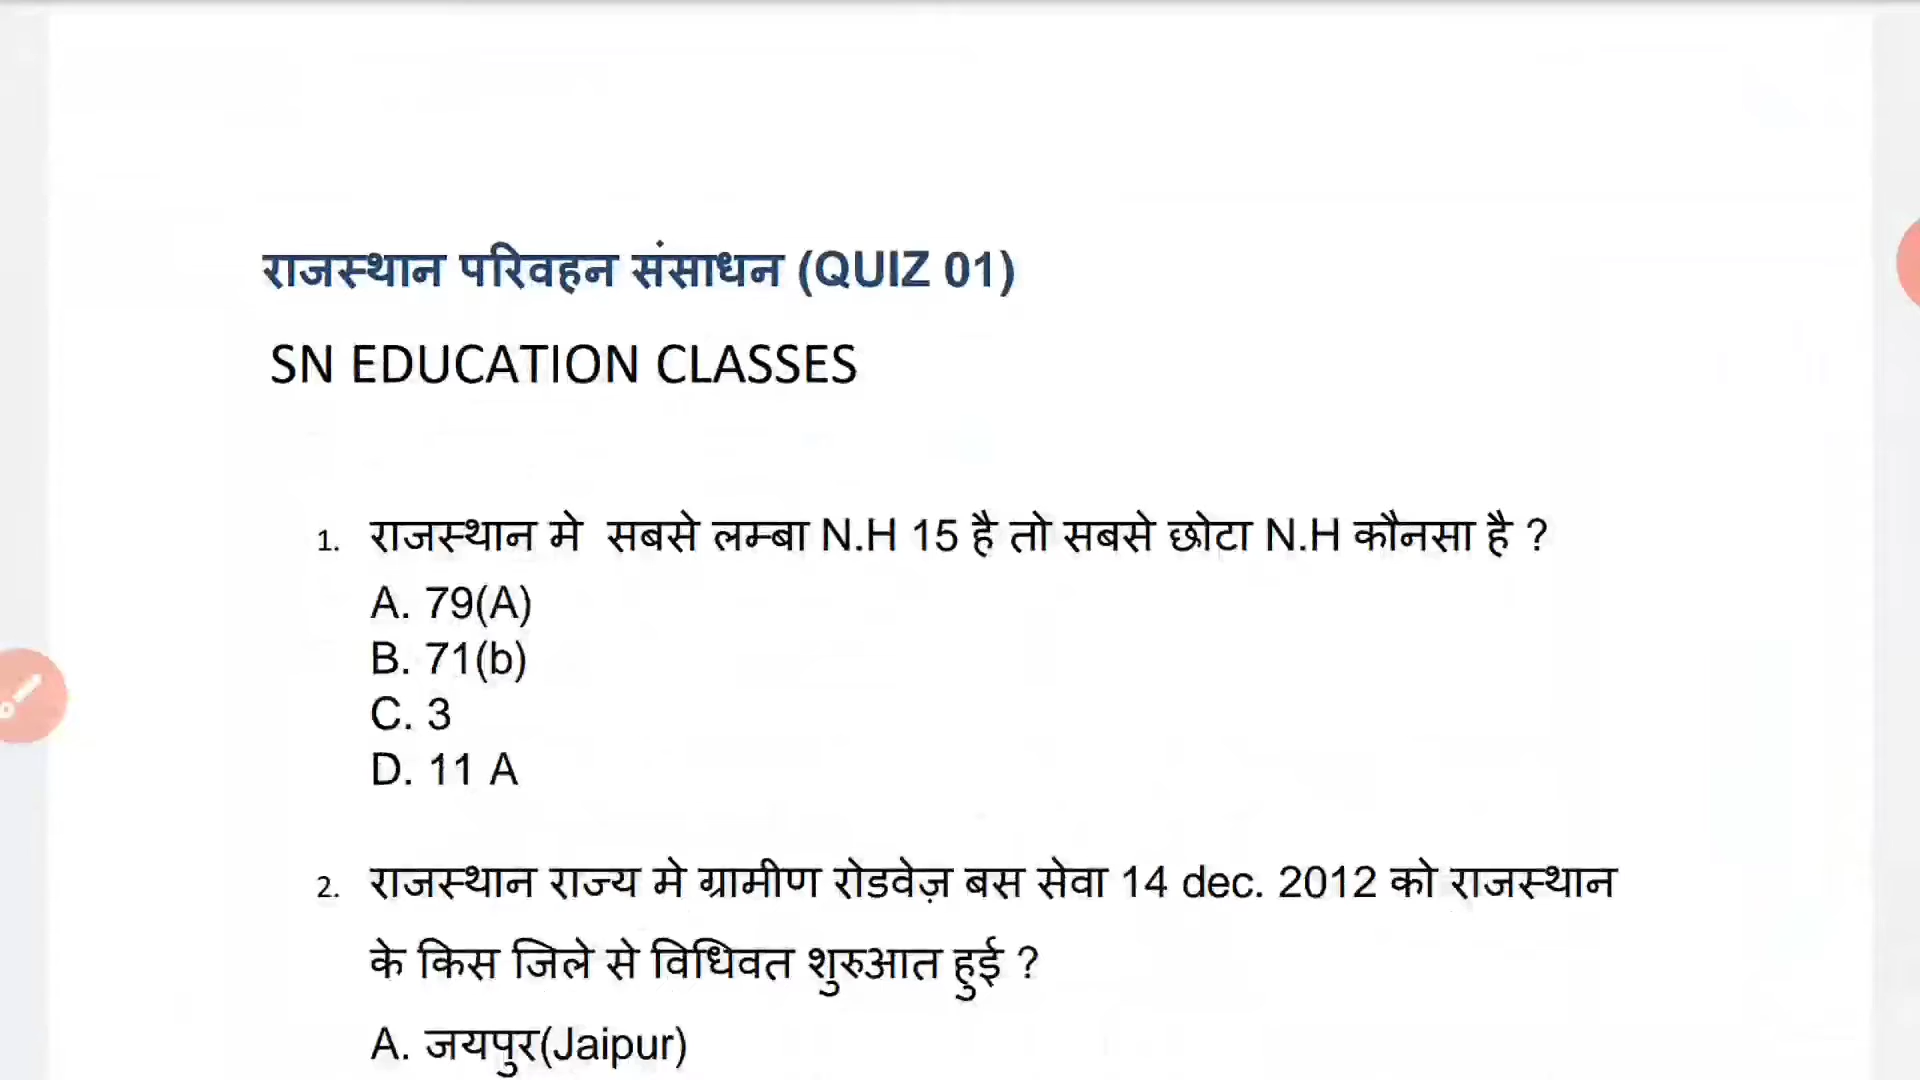 राजस्थान परिवहन संसाधन (QUIZ 01)
SN EDUCATION CLASSES
1. राजस्थान मे सबसे लम्बा N.H 15 है तो सबसे छोटा N.H कौनसा है ?
A. 79(A)
B. 71(b)
C. 3
D. 11 A
2. राजस्थान राज्य मे ग्रामीण रोडवेज़ बस सेवा 14 dec. 2012 को राजस्थान
के किस जिले से विधिवत शुरुआत हुई ?
A. जयपुर(Jaipur)